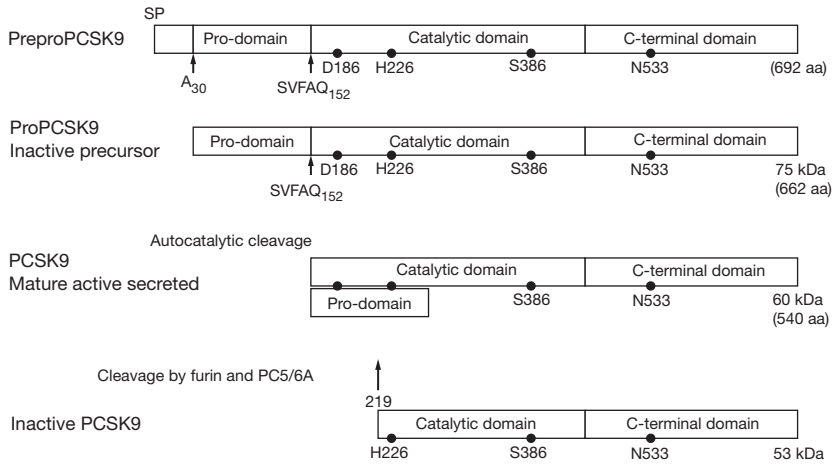 SP
PreproPCSK9
Pro-domain
Catalytic domain
C-terminal domain
D186
H226
S386
N533
(692 aa)
A30
SVFAQ152
ProPCSK9
Inactive precursor
Pro-domain
Catalytic domain
C-terminal domain
D186
H226
S386
N533
75 kDa
(662 aa)
SVFAQ152
Autocatalytic cleavage
PCSK9
Mature active secreted
Catalytic domain
C-terminal domain
Pro-domain
S386
N533
60 kDa
(540 aa)
Cleavage by furin and PC5/6A
219
Inactive PCSK9
Catalytic domain
C-terminal domain
H226
S386
N533
53 kDa